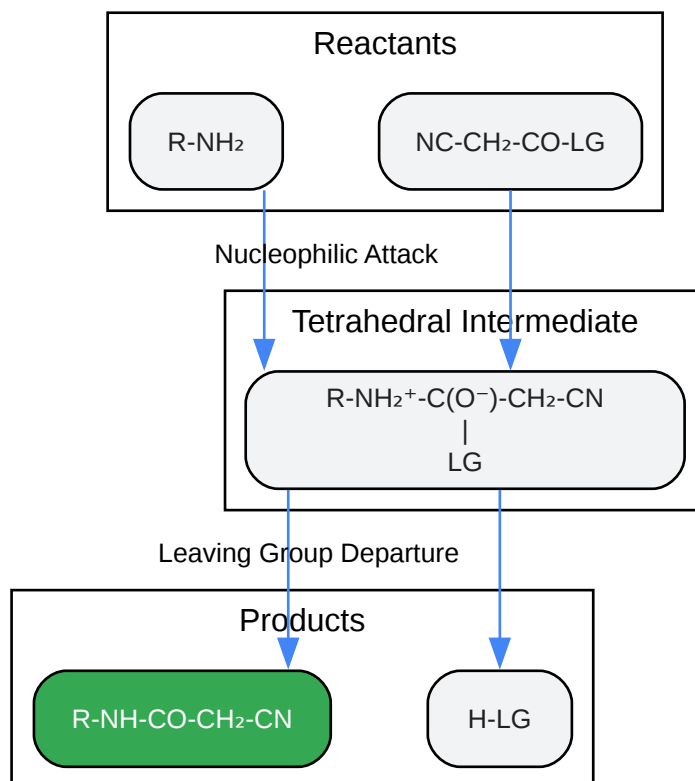 Reactants
R-NH₂
NC-CH₂-CO-LG
Nucleophilic Attack
Tetrahedral Intermediate
R-NH₂⁺-C(O⁻)-CH₂-CN
|
LG
Leaving Group Departure
Products
R-NH-CO-CH₂-CN
H-LG